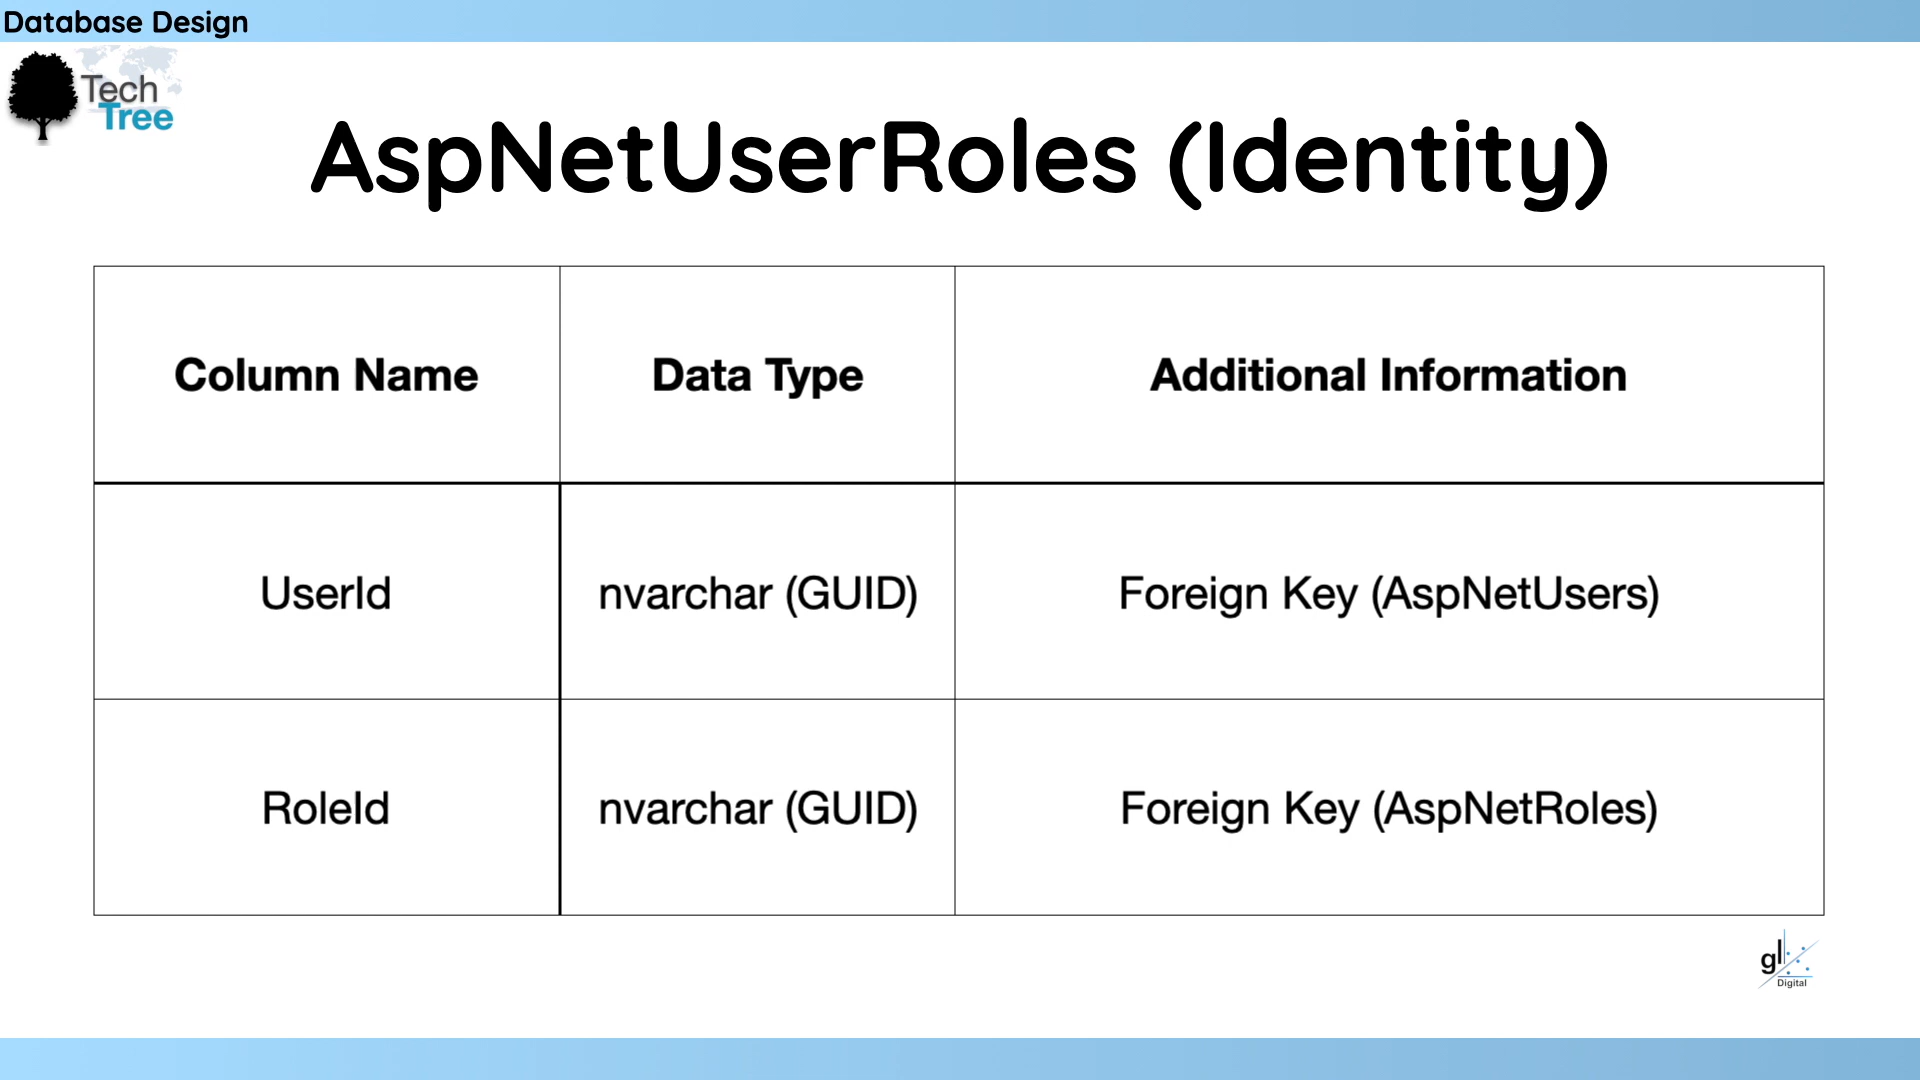 Database Design
Tech
Tree
AspNetUserRoles (Identity)
Column Name Data Type Additional Information
UserId nvarchar (GUID) Foreign Key (AspNetUsers)
RoleId nvarchar (GUID) Foreign Key (AspNetRoles)
gl
Digital